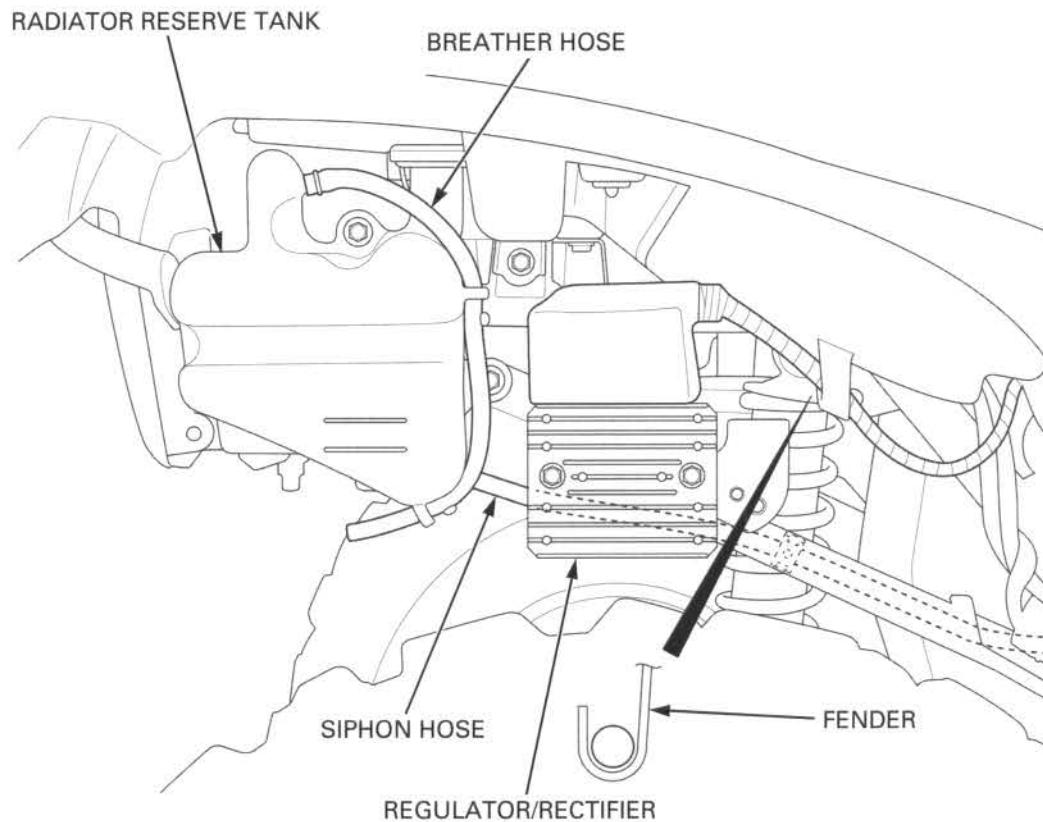 RADIATOR RESERVE TANK
BREATHER HOSE
SIPHON HOSE
FENDER
REGULATOR/RECTIFIER